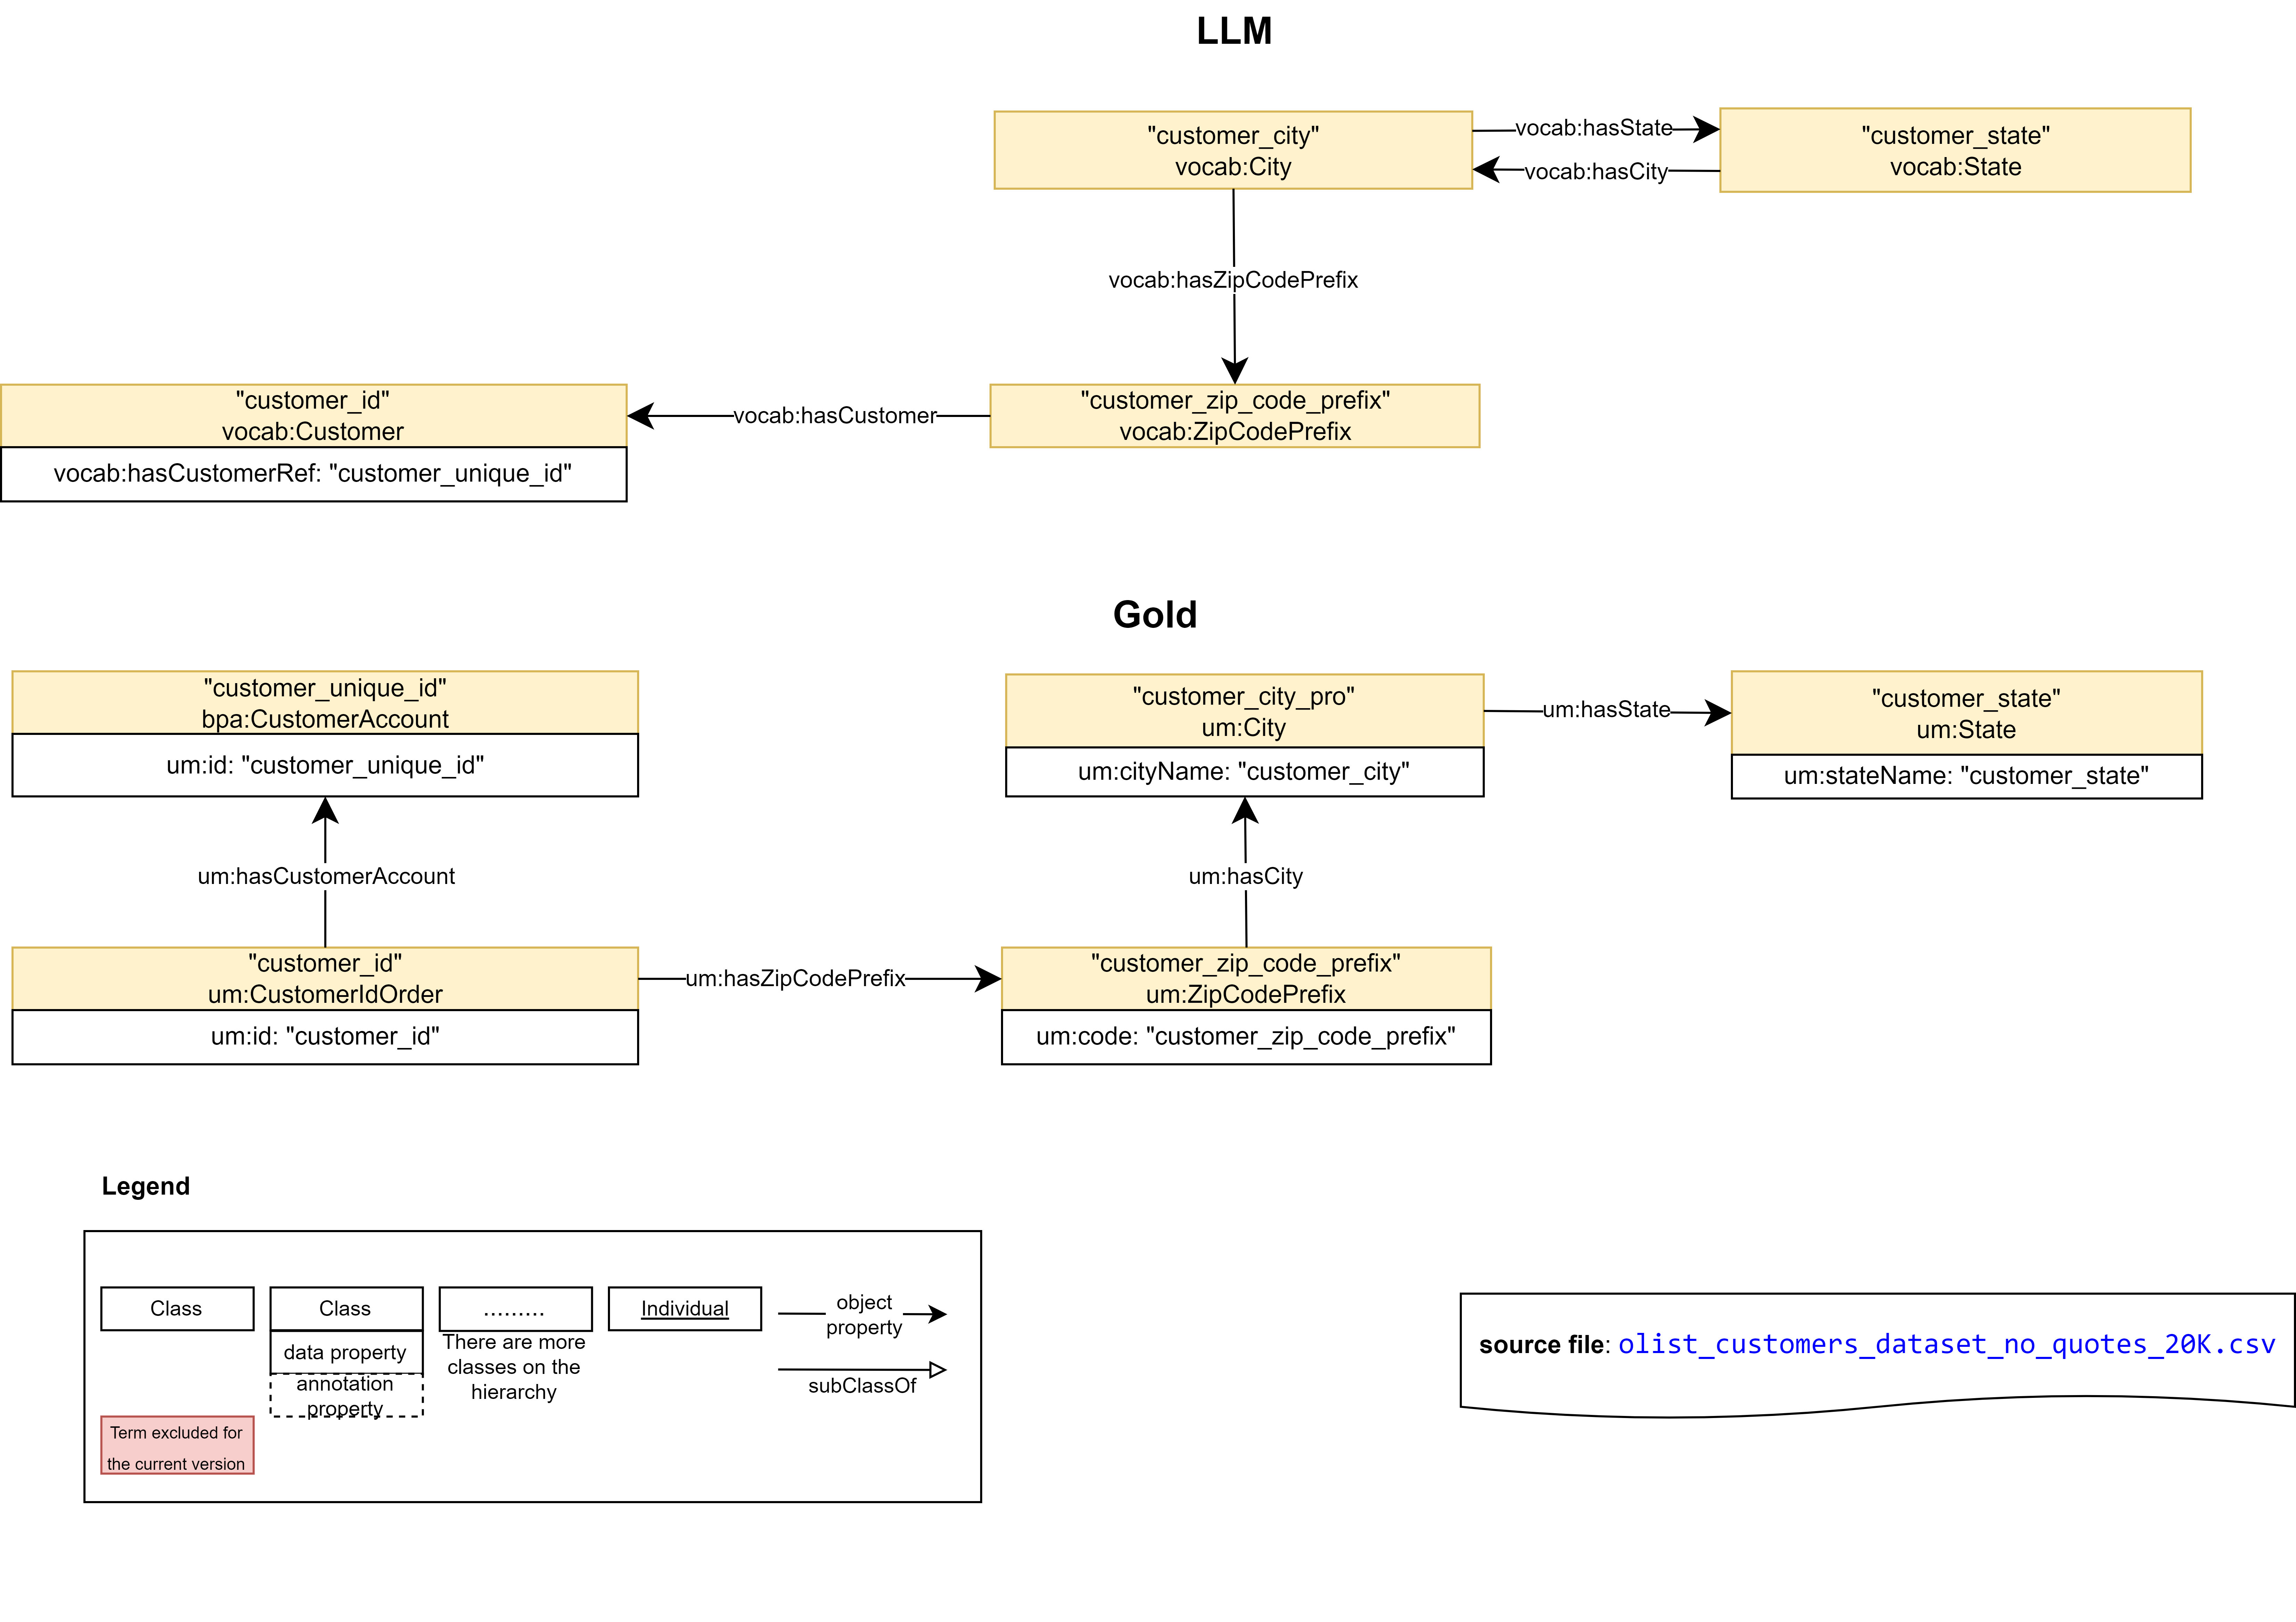 LLM
"customer_city"
vocab:City
vocab:hasState
vocab:hasCity
"customer_state"
vocab:State
vocab:hasZipCodePrefix
"customer_id"
vocab:Customer
vocab:hasCustomerRef: "customer_unique_id"
vocab:hasCustomer
"customer_zip_code_prefix"
vocab:ZipCodePrefix
Gold
"customer_unique_id"
bpa:CustomerAccount
um:id: "customer_unique_id"
"customer_city_pro"
um:City
um:cityName: "customer_city"
um:hasState
"customer_state"
um:State
um:stateName: "customer_state"
um:hasCustomerAccount
um:hasCity
"customer_id"
um:CustomerIdOrder
um:id: "customer_id"
um:hasZipCodePrefix
"customer_zip_code_prefix"
um:ZipCodePrefix
um:code: "customer_zip_code_prefix"
Legend
Class
Class
data property
annotation
property
.........
There are more
classes on the
hierarchy
Individual
object
property
subClassOf
Term excluded for
the current version
source file: olist_customers_dataset_no_quotes_20K.csv